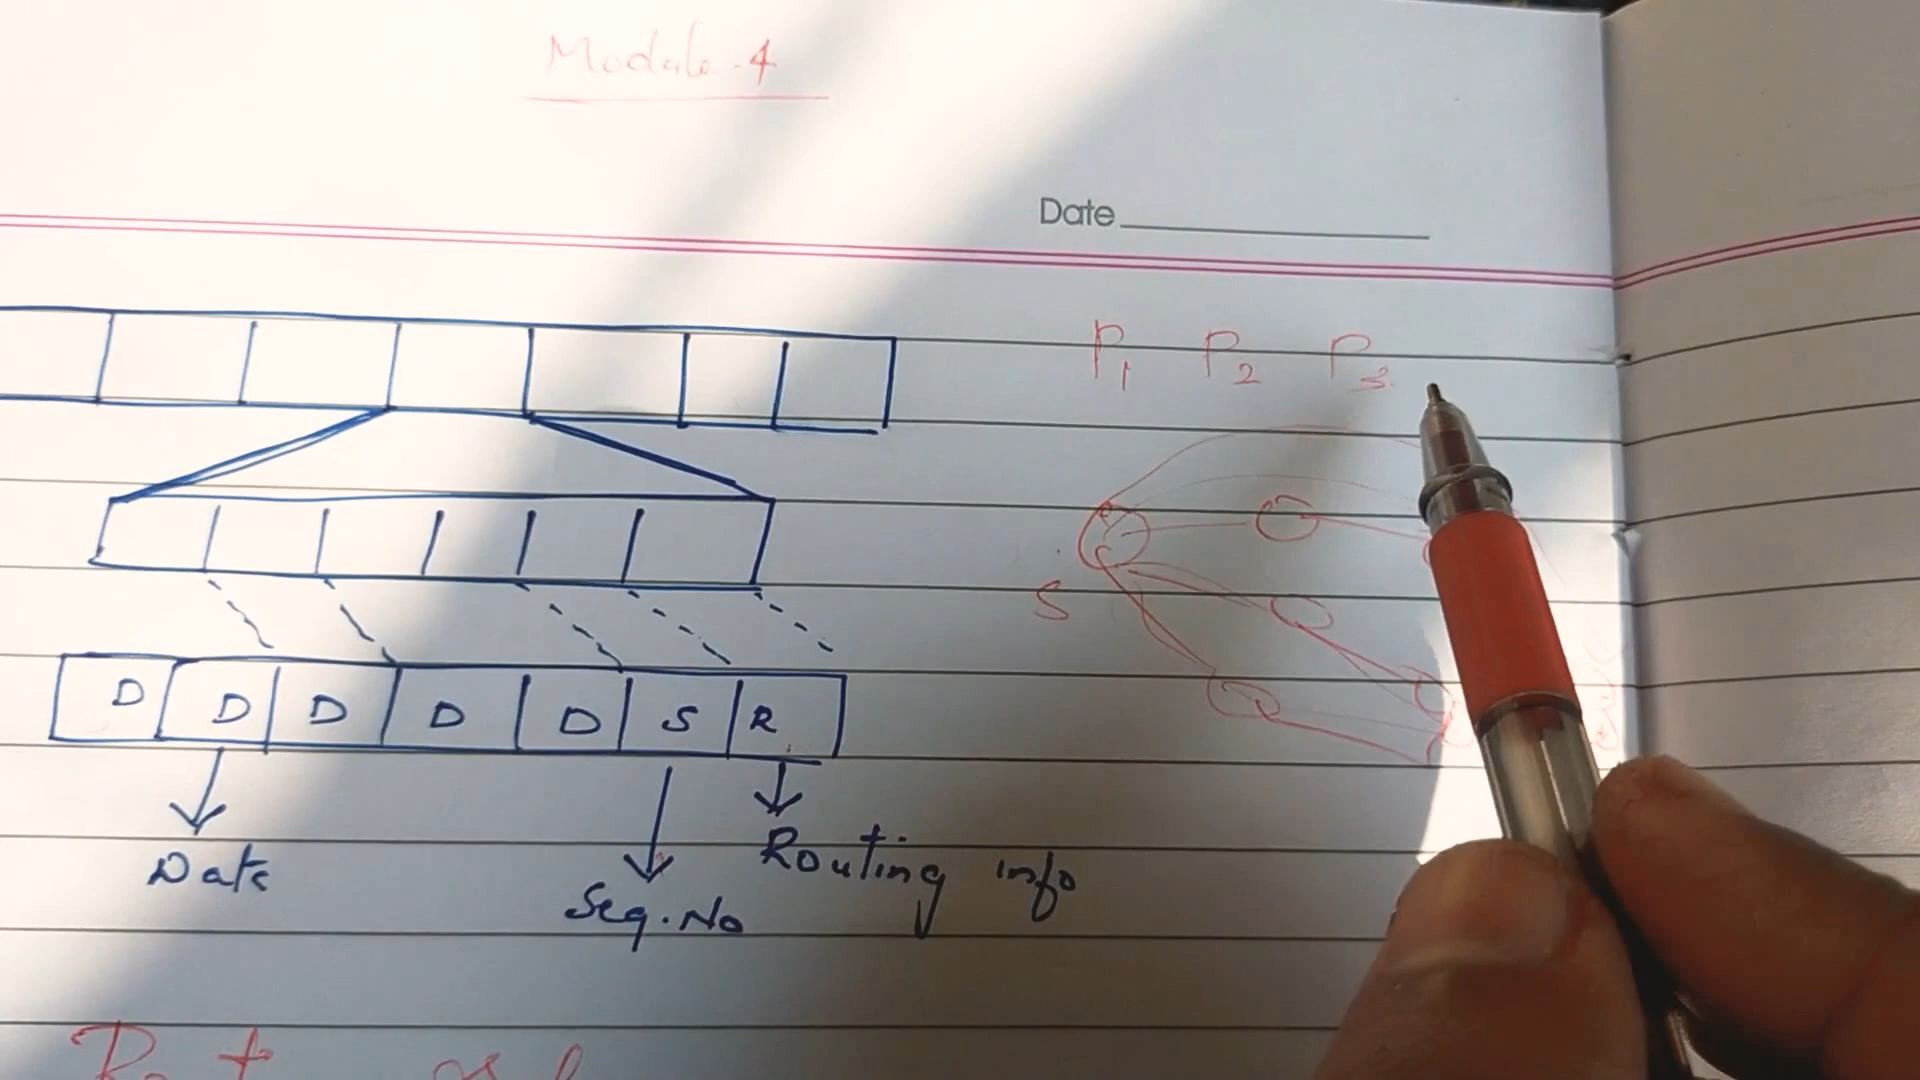 Module-4
Date
P1 P2 P3
S
D D D D D S R
Data
Routing info
Seq.No